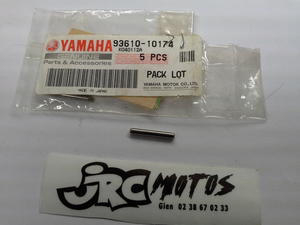 YAMAHA 93610-10174
X040112A
GENUINE
Parts & Accessories
5 PCS
PACK LOT
MADE IN JAPAN
YAMAHA MOTOR CO., LTD.
JRC MOTOS
Gien 02 38 67 02 33